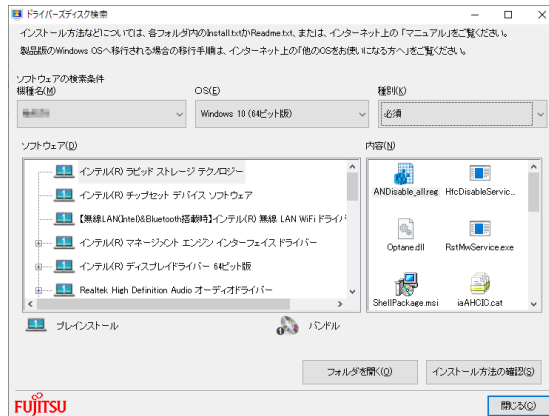 ドライバーズディスク検索
インストール方法などについては、各フォルダ内のInstall.txtかReadme.txt、または、インターネット上の「マニュアル」をご覧ください。
製品版のWindows OSへ移行される場合の移行手順は、インターネット上の「他のOSをお使いになる方へ」をご覧ください。
ソフトウェアの検索条件
機種名(M) OS(E) 種別(K)
Windows 10 (64ビット版) 必須
ソフトウェア(D) 内容(N)
インテル(R) ラピッド ストレージ テクノロジー
インテル(R) チップセット デバイス ソフトウェア
【無線LAN(Intel)&Bluetooth搭載時】インテル(R) 無線 LAN WiFi ドライバ
インテル(R) マネージメント エンジン インターフェイス ドライバー
インテル(R) ディスプレイドライバー 64ビット版
Realtek High Definition Audio オーディオドライバー
ANDisable_all.reg HfcDisableServic...
Optane.dll RstMwService.exe
ShellPackage.msi iaAHCIC.cat
プレインストール バンドル
フォルダを開く(O) インストール方法の確認(S)
FUJITSU 閉じる(C)